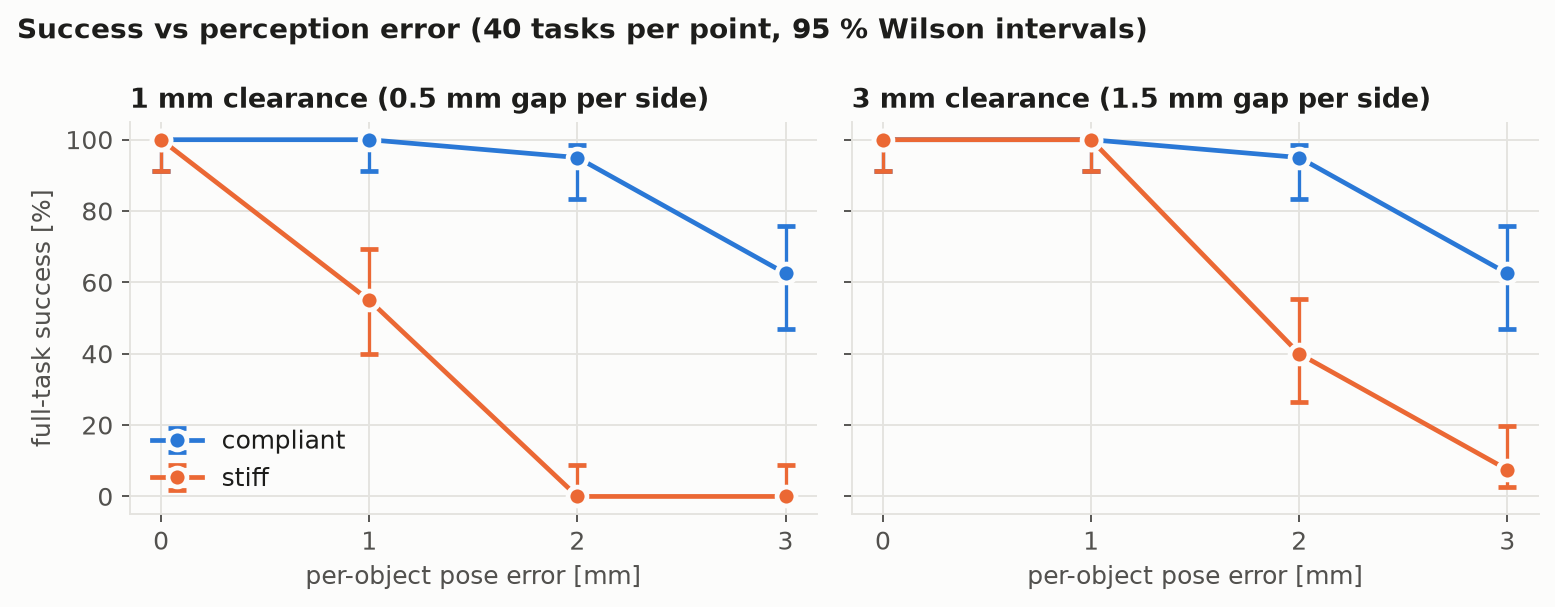 Success vs perception error (40 tasks per point, 95 % Wilson intervals)
1 mm clearance (0.5 mm gap per side)
3 mm clearance (1.5 mm gap per side)
full-task success [%]
100
80
60
40
20
0
compliant
stiff
0 1 2 3
0 1 2 3
per-object pose error [mm]
per-object pose error [mm]